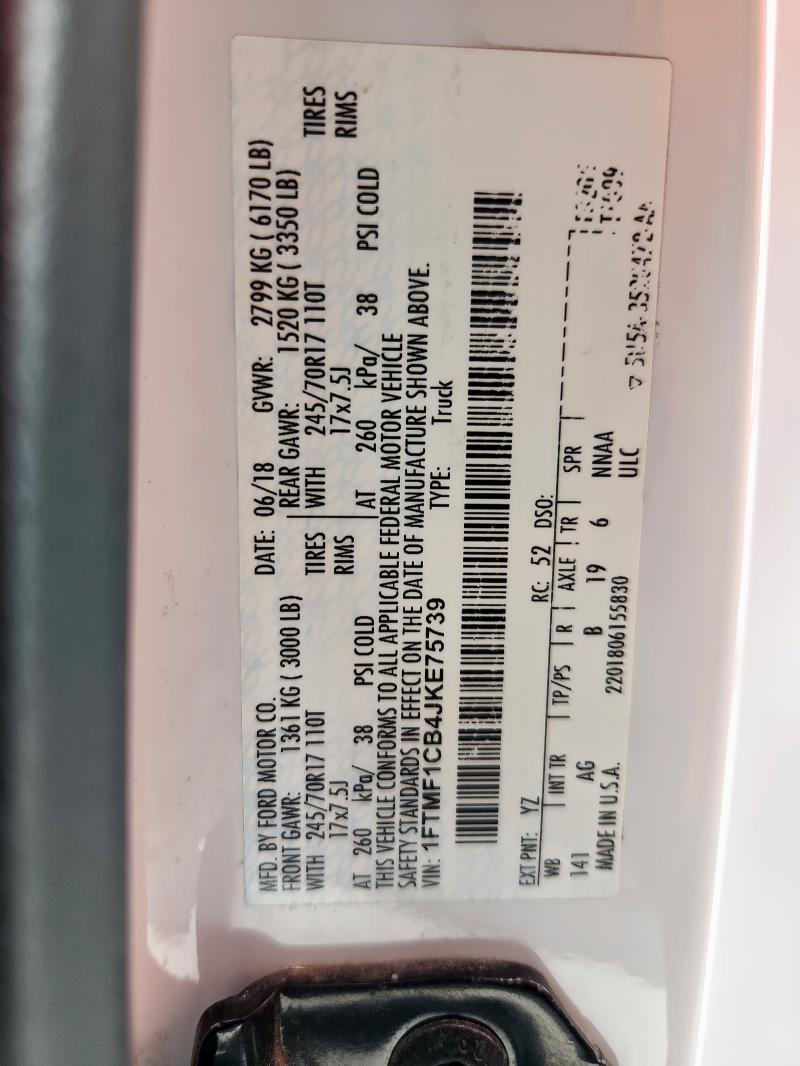 MFD. BY FORD MOTOR CO.
DATE: 06/18 GVWR: 2799 KG ( 6170 LB)
FRONT GAWR: 1361 KG ( 3000 LB) REAR GAWR: 1520 KG ( 3350 LB)
WITH 245/70R17 110T TIRES WITH 245/70R17 110T TIRES
17x7.5J RIMS 17x7.5J RIMS
AT 260 kPa/ 38 PSI COLD AT 260 kPa/ 38 PSI COLD
THIS VEHICLE CONFORMS TO ALL APPLICABLE FEDERAL MOTOR VEHICLE
SAFETY STANDARDS IN EFFECT ON THE DATE OF MANUFACTURE SHOWN ABOVE.
VIN: 1FTMF1CB4JKE75739 TYPE: Truck
EXT PNT: YZ RC: 52 DSO:
WB INT TR TP/PS R AXLE TR SPR
141 AG B 19 6 NNAA
MADE IN U.S.A. 2201806155830 ULC